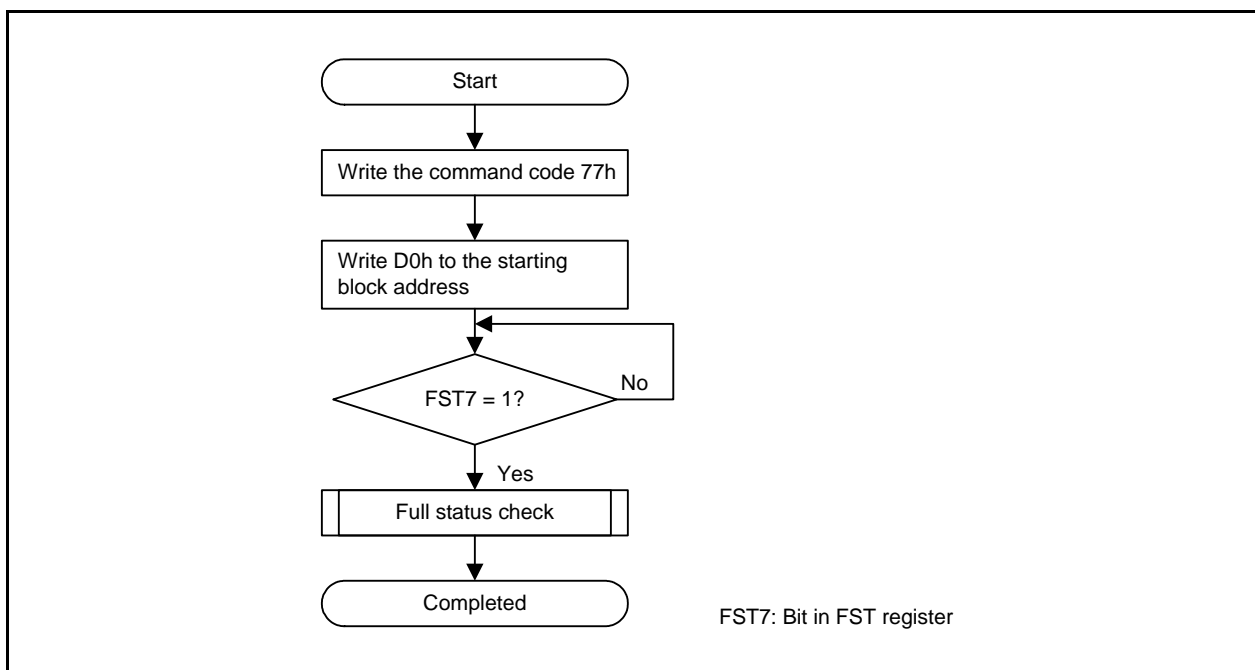 Start
Write the command code 77h
Write D0h to the starting
block address
FST7 = 1?
No
Yes
Full status check
Completed
FST7: Bit in FST register